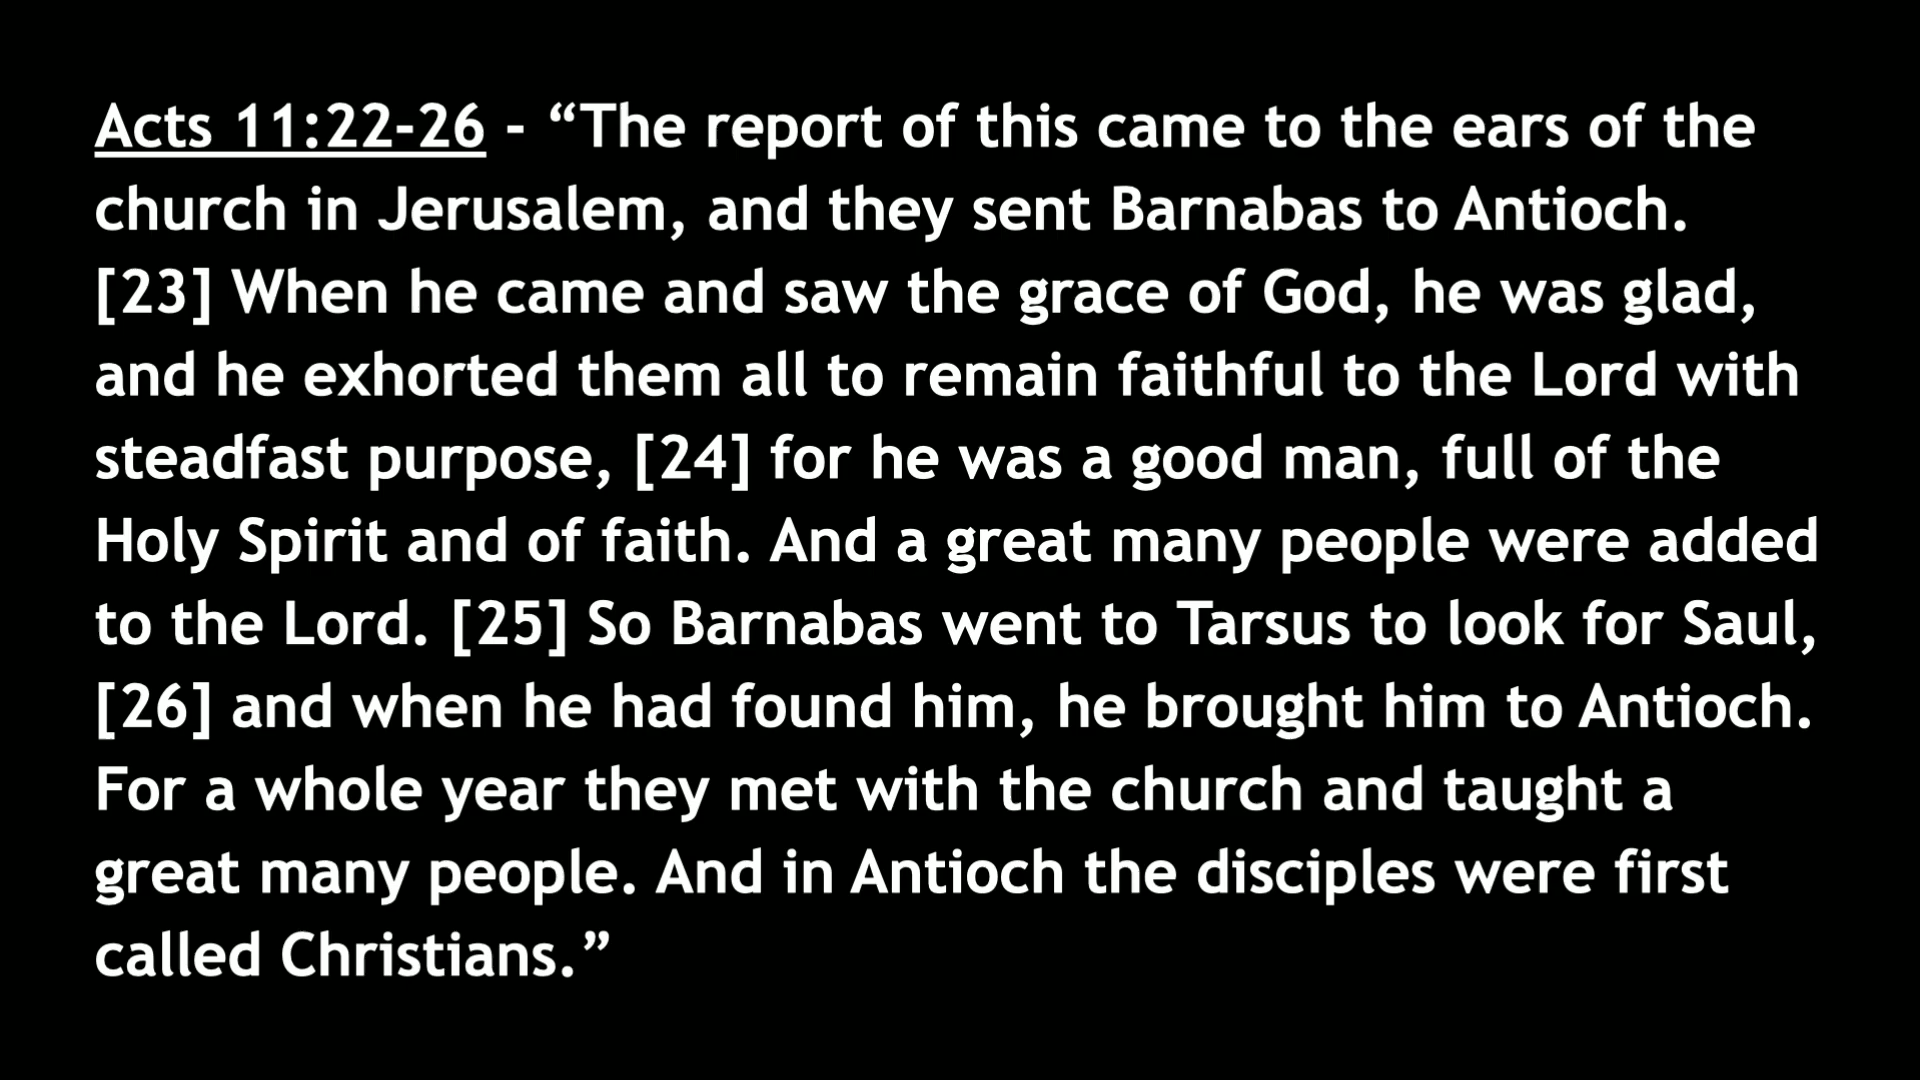 Acts 11:22-26 - “The report of this came to the ears of the
church in Jerusalem, and they sent Barnabas to Antioch.
[23] When he came and saw the grace of God, he was glad,
and he exhorted them all to remain faithful to the Lord with
steadfast purpose, [24] for he was a good man, full of the
Holy Spirit and of faith. And a great many people were added
to the Lord. [25] So Barnabas went to Tarsus to look for Saul,
[26] and when he had found him, he brought him to Antioch.
For a whole year they met with the church and taught a
great many people. And in Antioch the disciples were first
called Christians.”